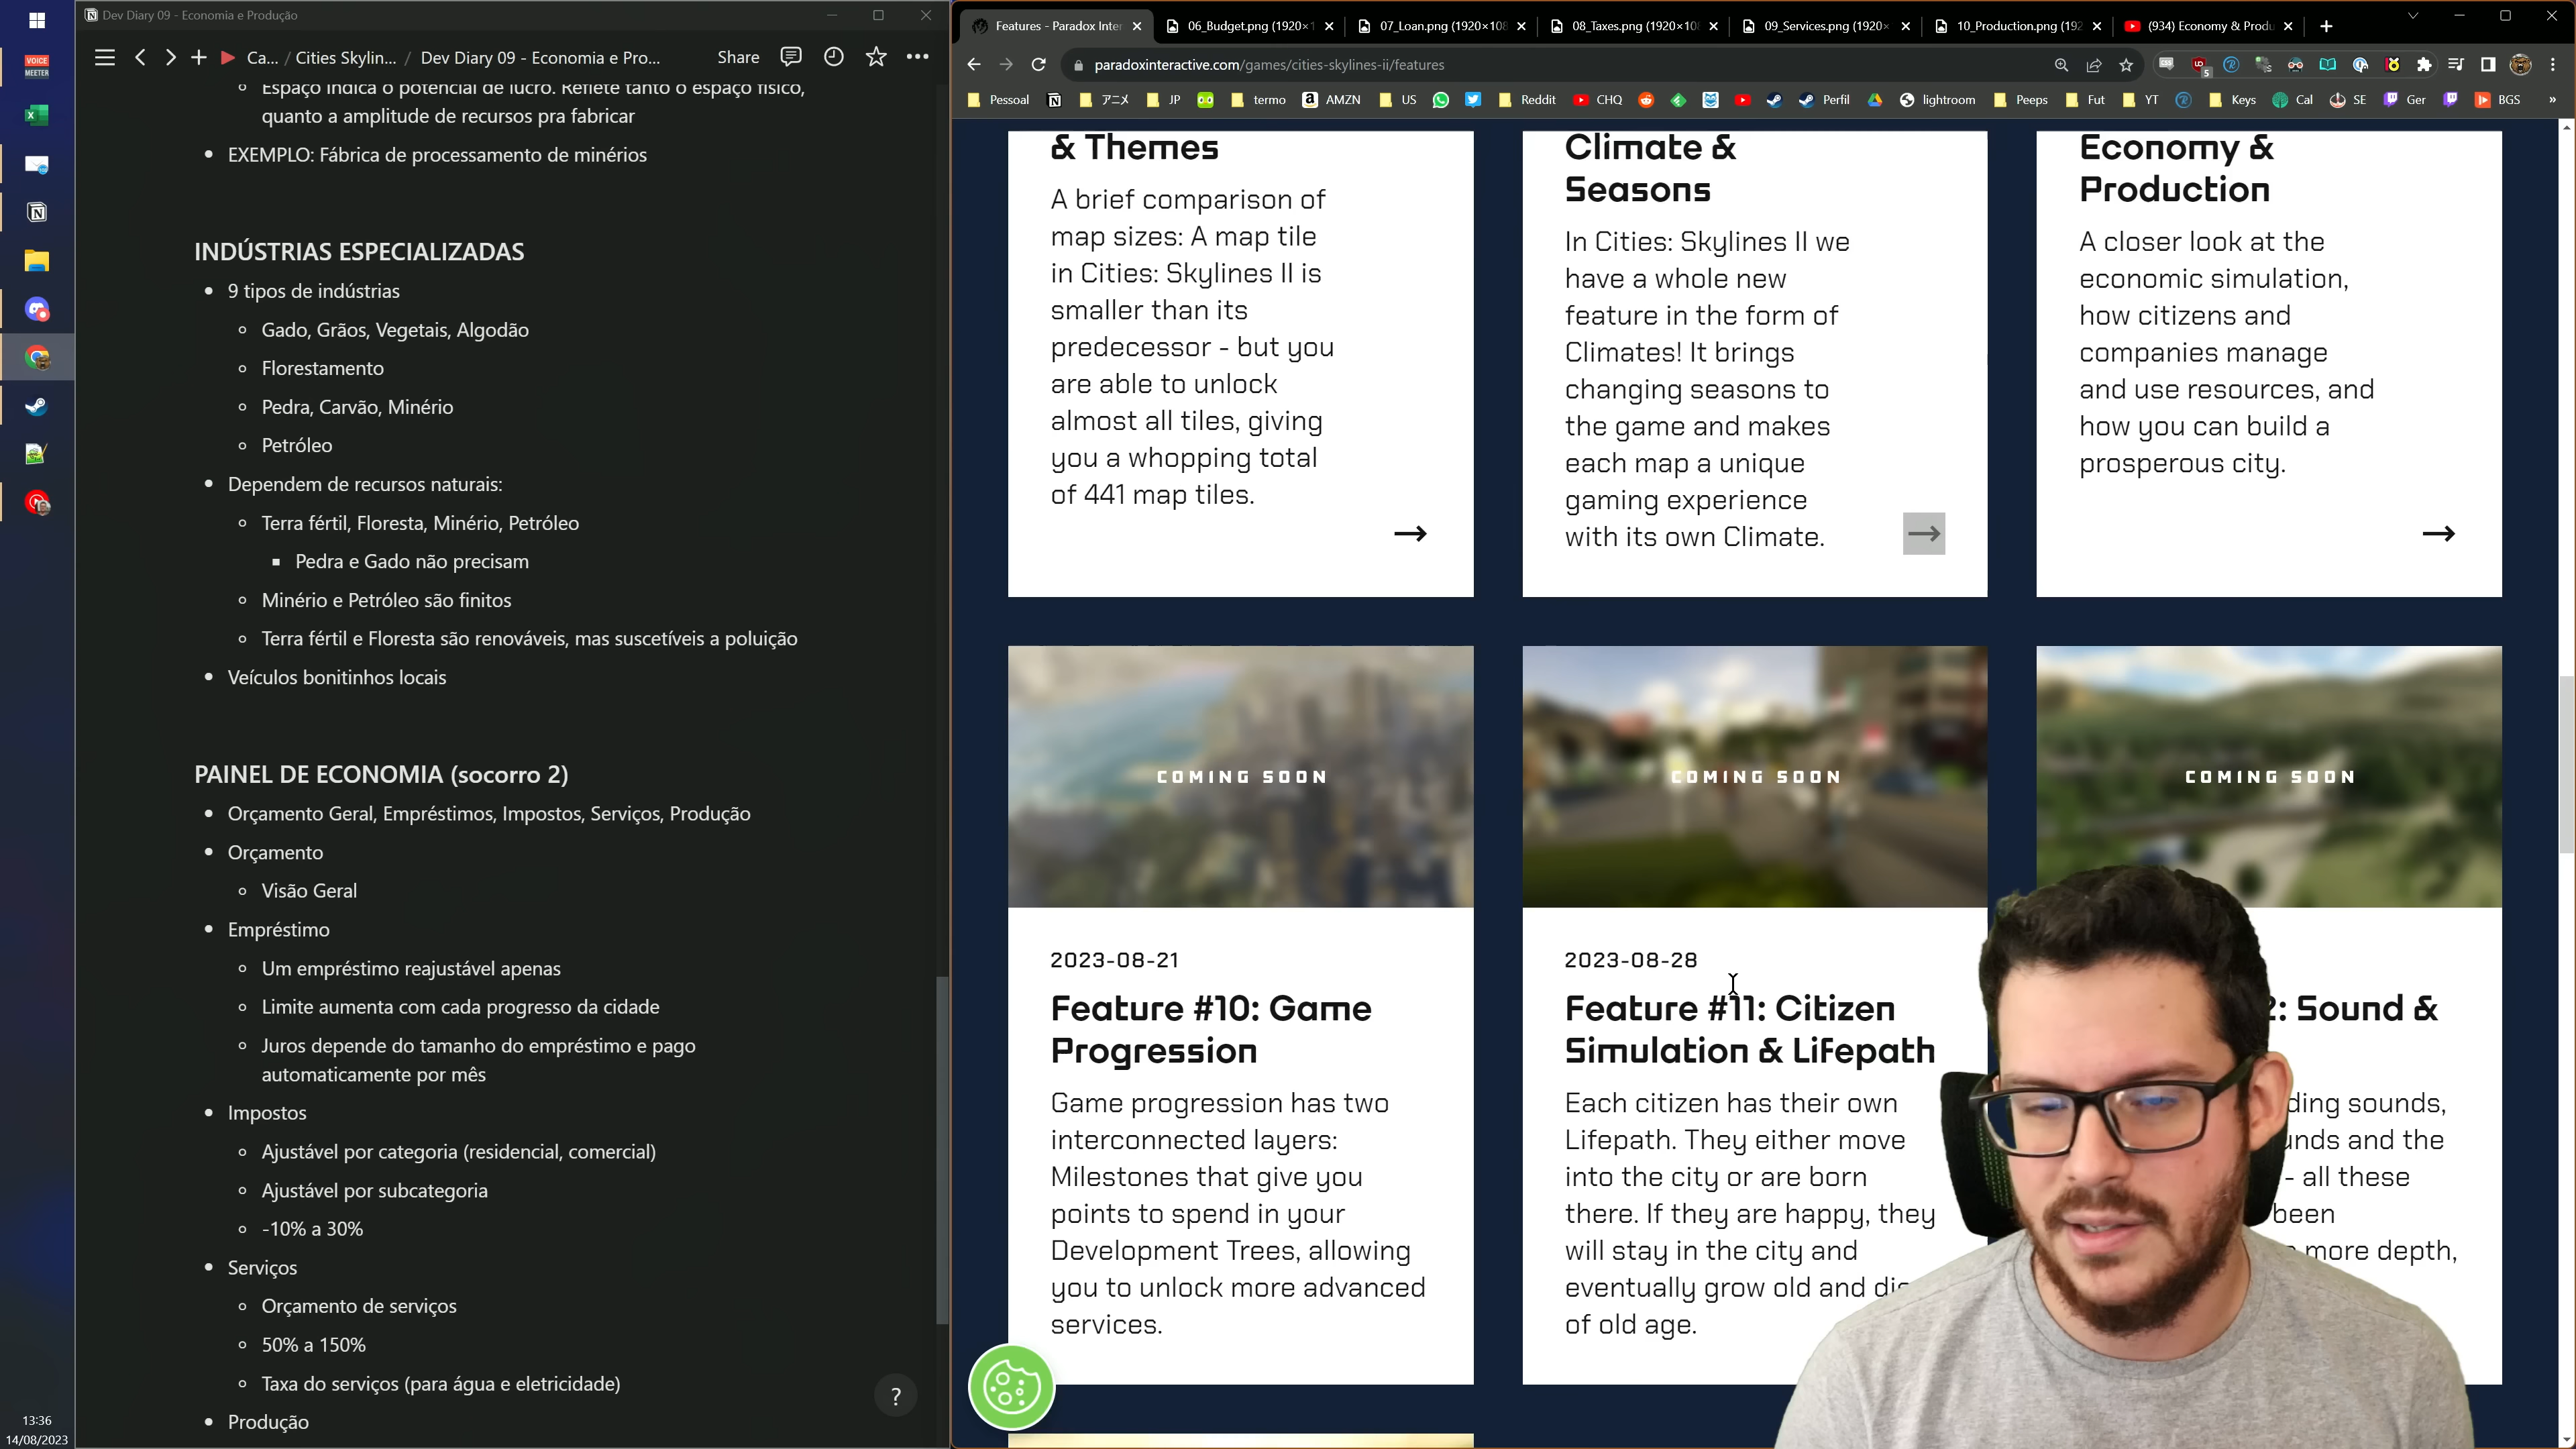 Dev Diary 09 - Economia e Produção
Ca... / Cities Skylin... / Dev Diary 09 - Economia e Pro...
Share
Espaço indica o potencial de lucro. Reflete tanto o espaço físico,
quanto a amplitude de recursos pra fabricar
EXEMPLO: Fábrica de processamento de minérios
INDÚSTRIAS ESPECIALIZADAS
9 tipos de indústrias
Gado, Grãos, Vegetais, Algodão
Florestamento
Pedra, Carvão, Minério
Petróleo
Dependem de recursos naturais:
Terra fértil, Floresta, Minério, Petróleo
Pedra e Gado não precisam
Minério e Petróleo são finitos
Terra fértil e Floresta são renováveis, mas suscetíveis a poluição
Veículos bonitinhos locais
PAINEL DE ECONOMIA (socorro 2)
Orçamento Geral, Empréstimos, Impostos, Serviços, Produção
Orçamento
Visão Geral
Empréstimo
Um empréstimo reajustável apenas
Limite aumenta com cada progresso da cidade
Juros depende do tamanho do empréstimo e pago
automaticamente por mês
Impostos
Ajustável por categoria (residencial, comercial)
Ajustável por subcategoria
-10% a 30%
Serviços
Orçamento de serviços
50% a 150%
Taxa do serviços (para água e eletricidade)
Produção
?
VOICE
MEETER
13:36
14/08/2023
Features - Paradox Inter
06_Budget.png (1920×1
07_Loan.png (1920×108
08_Taxes.png (1920×10
09_Services.png (1920×
10_Production.png (192
(934) Economy & Produ
paradoxinteractive.com/games/cities-skylines-ii/features
5
Pessoal
アニメ
JP
termo
AMZN
US
Reddit
CHQ
Perfil
lightroom
Peeps
Fut
YT
Keys
Cal
SE
Ger
BGS
»
& Themes
A brief comparison of
map sizes: A map tile
in Cities: Skylines II is
smaller than its
predecessor - but you
are able to unlock
almost all tiles, giving
you a whopping total
of 441 map tiles.
→
Climate &
Seasons
In Cities: Skylines II we
have a whole new
feature in the form of
Climates! It brings
changing seasons to
the game and makes
each map a unique
gaming experience
with its own Climate.
→
Economy &
Production
A closer look at the
economic simulation,
how citizens and
companies manage
and use resources, and
how you can build a
prosperous city.
→
COMING SOON
2023-08-21
Feature #10: Game
Progression
Game progression has two
interconnected layers:
Milestones that give you
points to spend in your
Development Trees, allowing
you to unlock more advanced
services.
COMING SOON
2023-08-28
Feature #11: Citizen
Simulation & Lifepath
Each citizen has their own
Lifepath. They either move
into the city or are born
there. If they are happy, they
will stay in the city and
eventually grow old and die
of old age.
COMING SOON
2: Sound &
ding sounds,
unds and the
- all these
been
more depth,